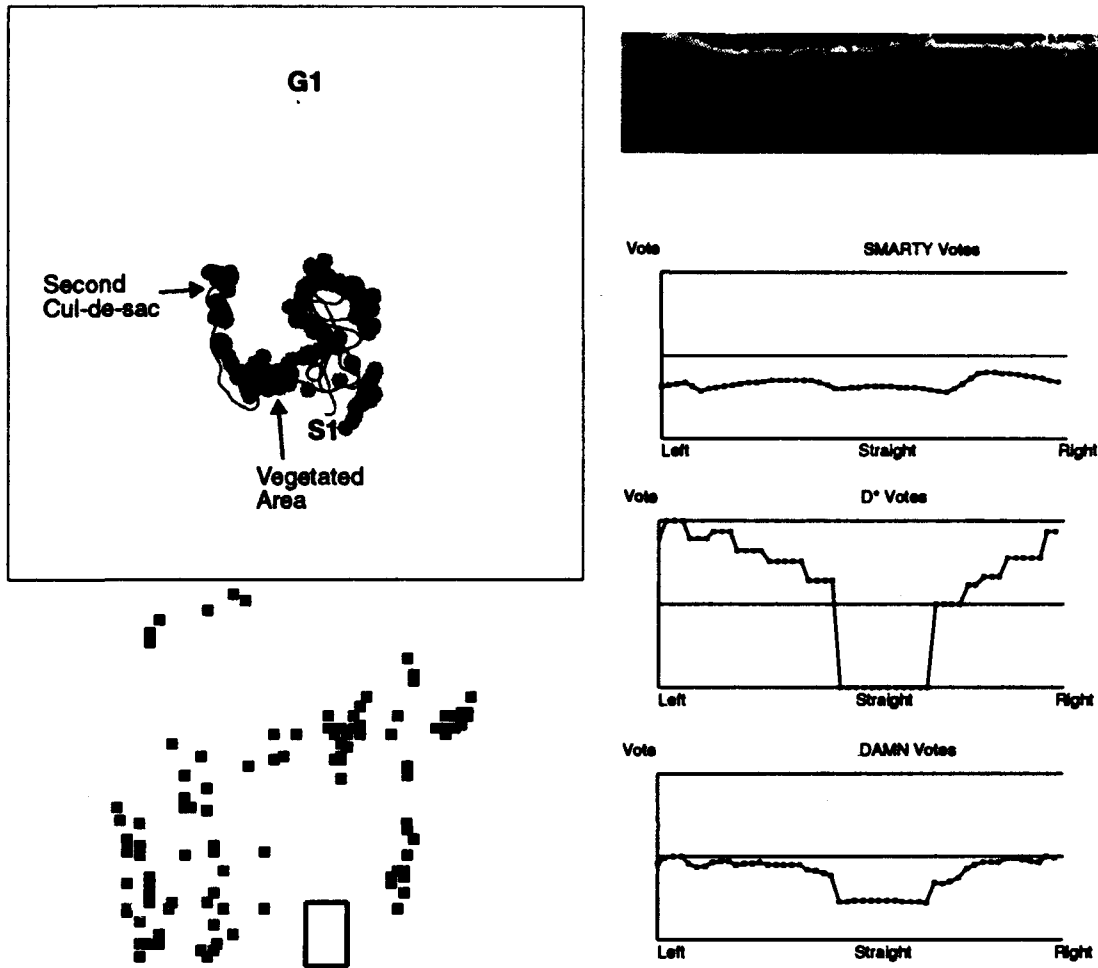 G1
Second
Cul-de-sac
S1
Vegetated
Area
Vote SMARTY Votes
Left Straight Right
Vote D* Votes
Left Straight Right
Vote DAMN Votes
Left Straight Right